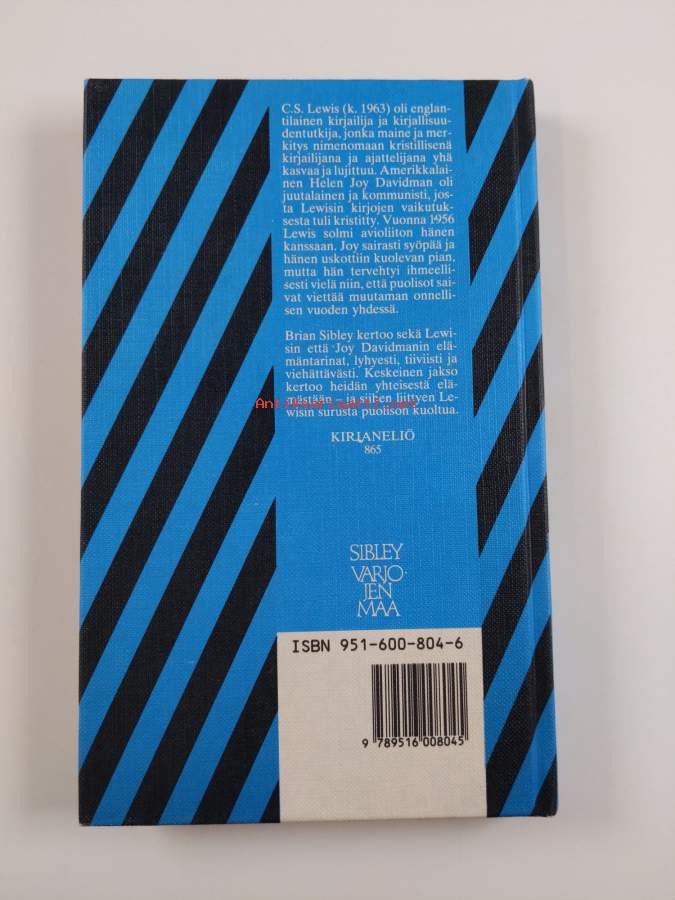 C.S. Lewis (k. 1963) oli englan-
tilainen kirjailija ja kirjallisuu-
dentutkija, jonka maine ja mer-
kitys nimenomaan kristillisenä
kirjailijana ja ajattelijana yhä
kasvaa ja lujittuu. Amerikkalai-
nen Helen Joy Davidman oli
juutalainen ja kommunisti, jos-
ta Lewisin kirjojen vaikutuk-
sesta tuli kristitty. Vuonna 1956
Lewis solmi avioliiton hänen
kanssaan. Joy sairasti syöpää ja
hänen uskottiin kuolevan pian,
mutta hän tervehtyi ihmeelli-
sesti vielä niin, että puolisot sai-
vat viettää muutaman onnelli-
sen vuoden yhdessä.
Brian Sibley kertoo sekä Lewi-
sin että Joy Davidmanin elä-
mäntarinat, lyhyesti, tiiviisti ja
viehättävästi. Keskeinen jakso
kertoo heidän yhteisestä elä-
mästään – ja siihen liittyen Le-
wisin surusta puolison kuoltua.
Antikvariaatti.net
KIRJANELIÖ
865
SIBLEY
VARJO-
JEN
MAA
ISBN 951-600-804-6
9 789516 008045